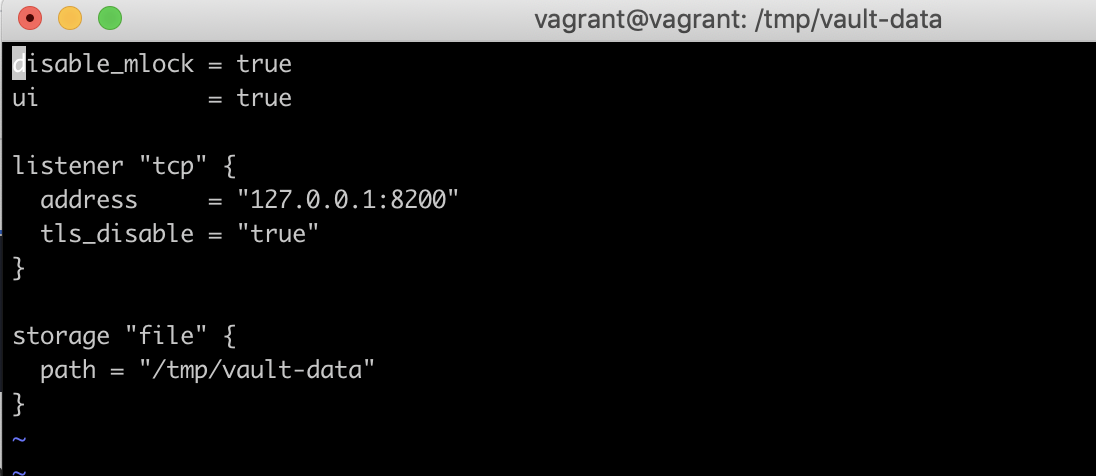 vagrant@vagrant: /tmp/vault-data
disable_mlock = true
ui            = true
listener "tcp" {
  address     = "127.0.0.1:8200"
  tls_disable = "true"
}
storage "file" {
  path = "/tmp/vault-data"
}
~
~